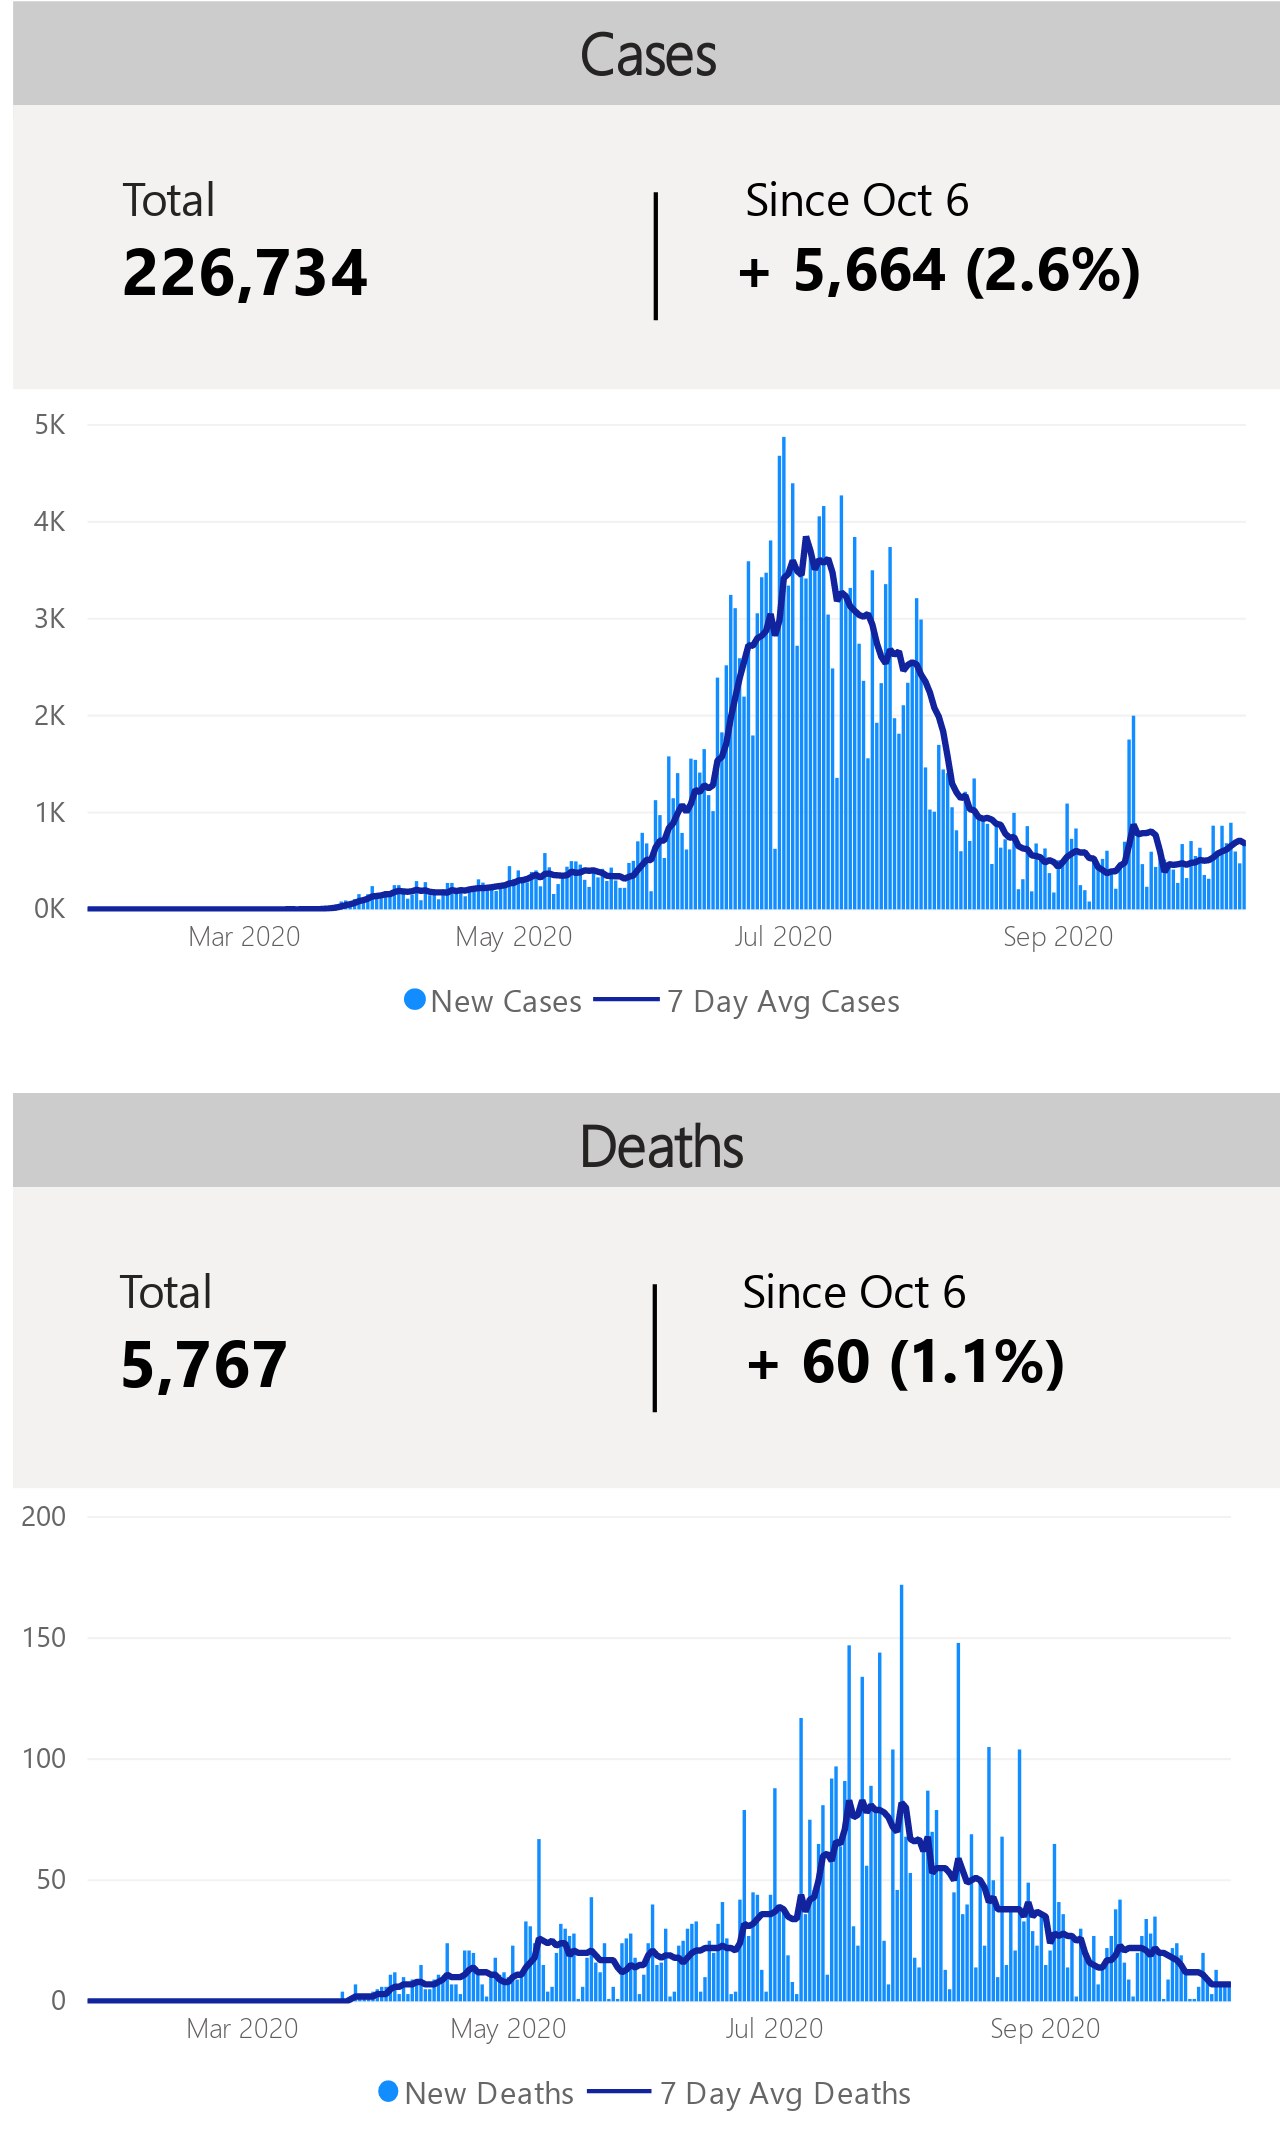 Cases
Total
Since Oct 6
226,734
+ 5,664 (2.6%)
5K
4K
3K
2K
1K
0K
Mar 2020
May 2020
Jul 2020
Sep 2020
New Cases
7 Day Avg Cases
Deaths
Total
Since Oct 6
5,767
+ 60 (1.1%)
200
150
100
50
0
Mar 2020
May 2020
Jul 2020
Sep 2020
New Deaths
7 Day Avg Deaths